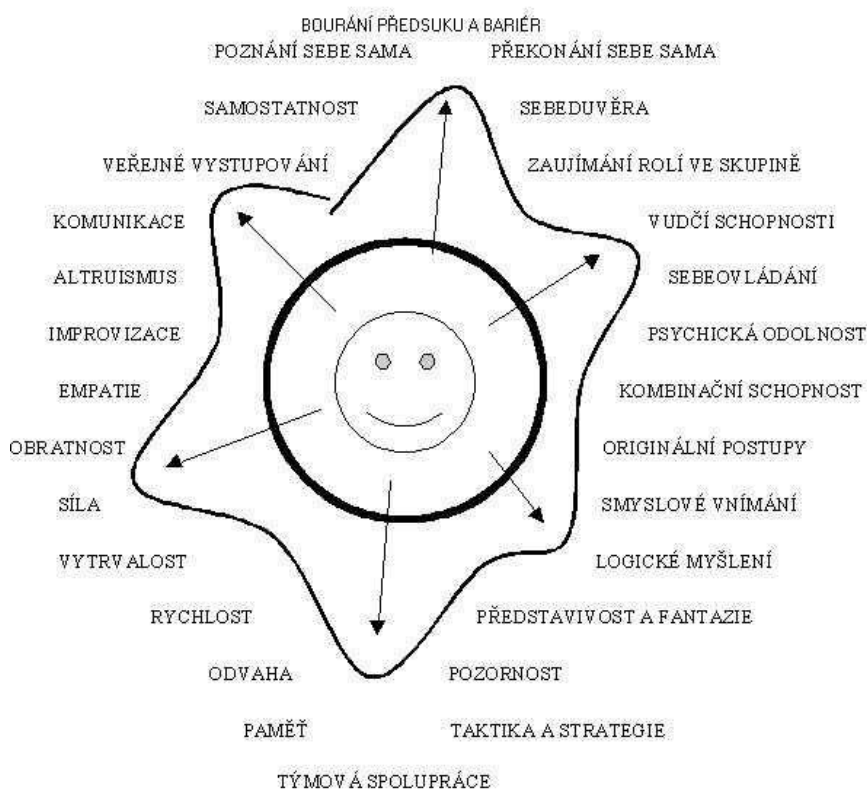 BOURÁNÍ PŘEDSUKU A BARIÉR
POZNÁNÍ SEBE SAMA PŘEKONÁNÍ SEBE SAMA
SAMOSTATNOST SEBEDUVĚRA
VEŘEJNÉ VYSTUPOVÁNÍ ZAUJÍMÁNÍ ROLÍ VE SKUPINĚ
KOMUNIKACE VUDČÍ SCHOPNOSTI
ALTRUISMUS SEBEOVLÁDÁNÍ
IMPROVIZACE PSYCHICKÁ ODOLNOST
EMPATIE KOMBINAČNÍ SCHOPNOST
OBRATNOST ORIGINÁLNÍ POSTUPY
SÍLA SMYSLOVÉ VNÍMÁNÍ
VYTRVALOST LOGICKÉ MYŠLENÍ
RYCHLOST PŘEDSTAVIVOST A FANTAZIE
ODVAHA POZORNOST
PAMĚŤ TAKTIKA A STRATEGIE
TÝMOVÁ SPOLUPRÁCE